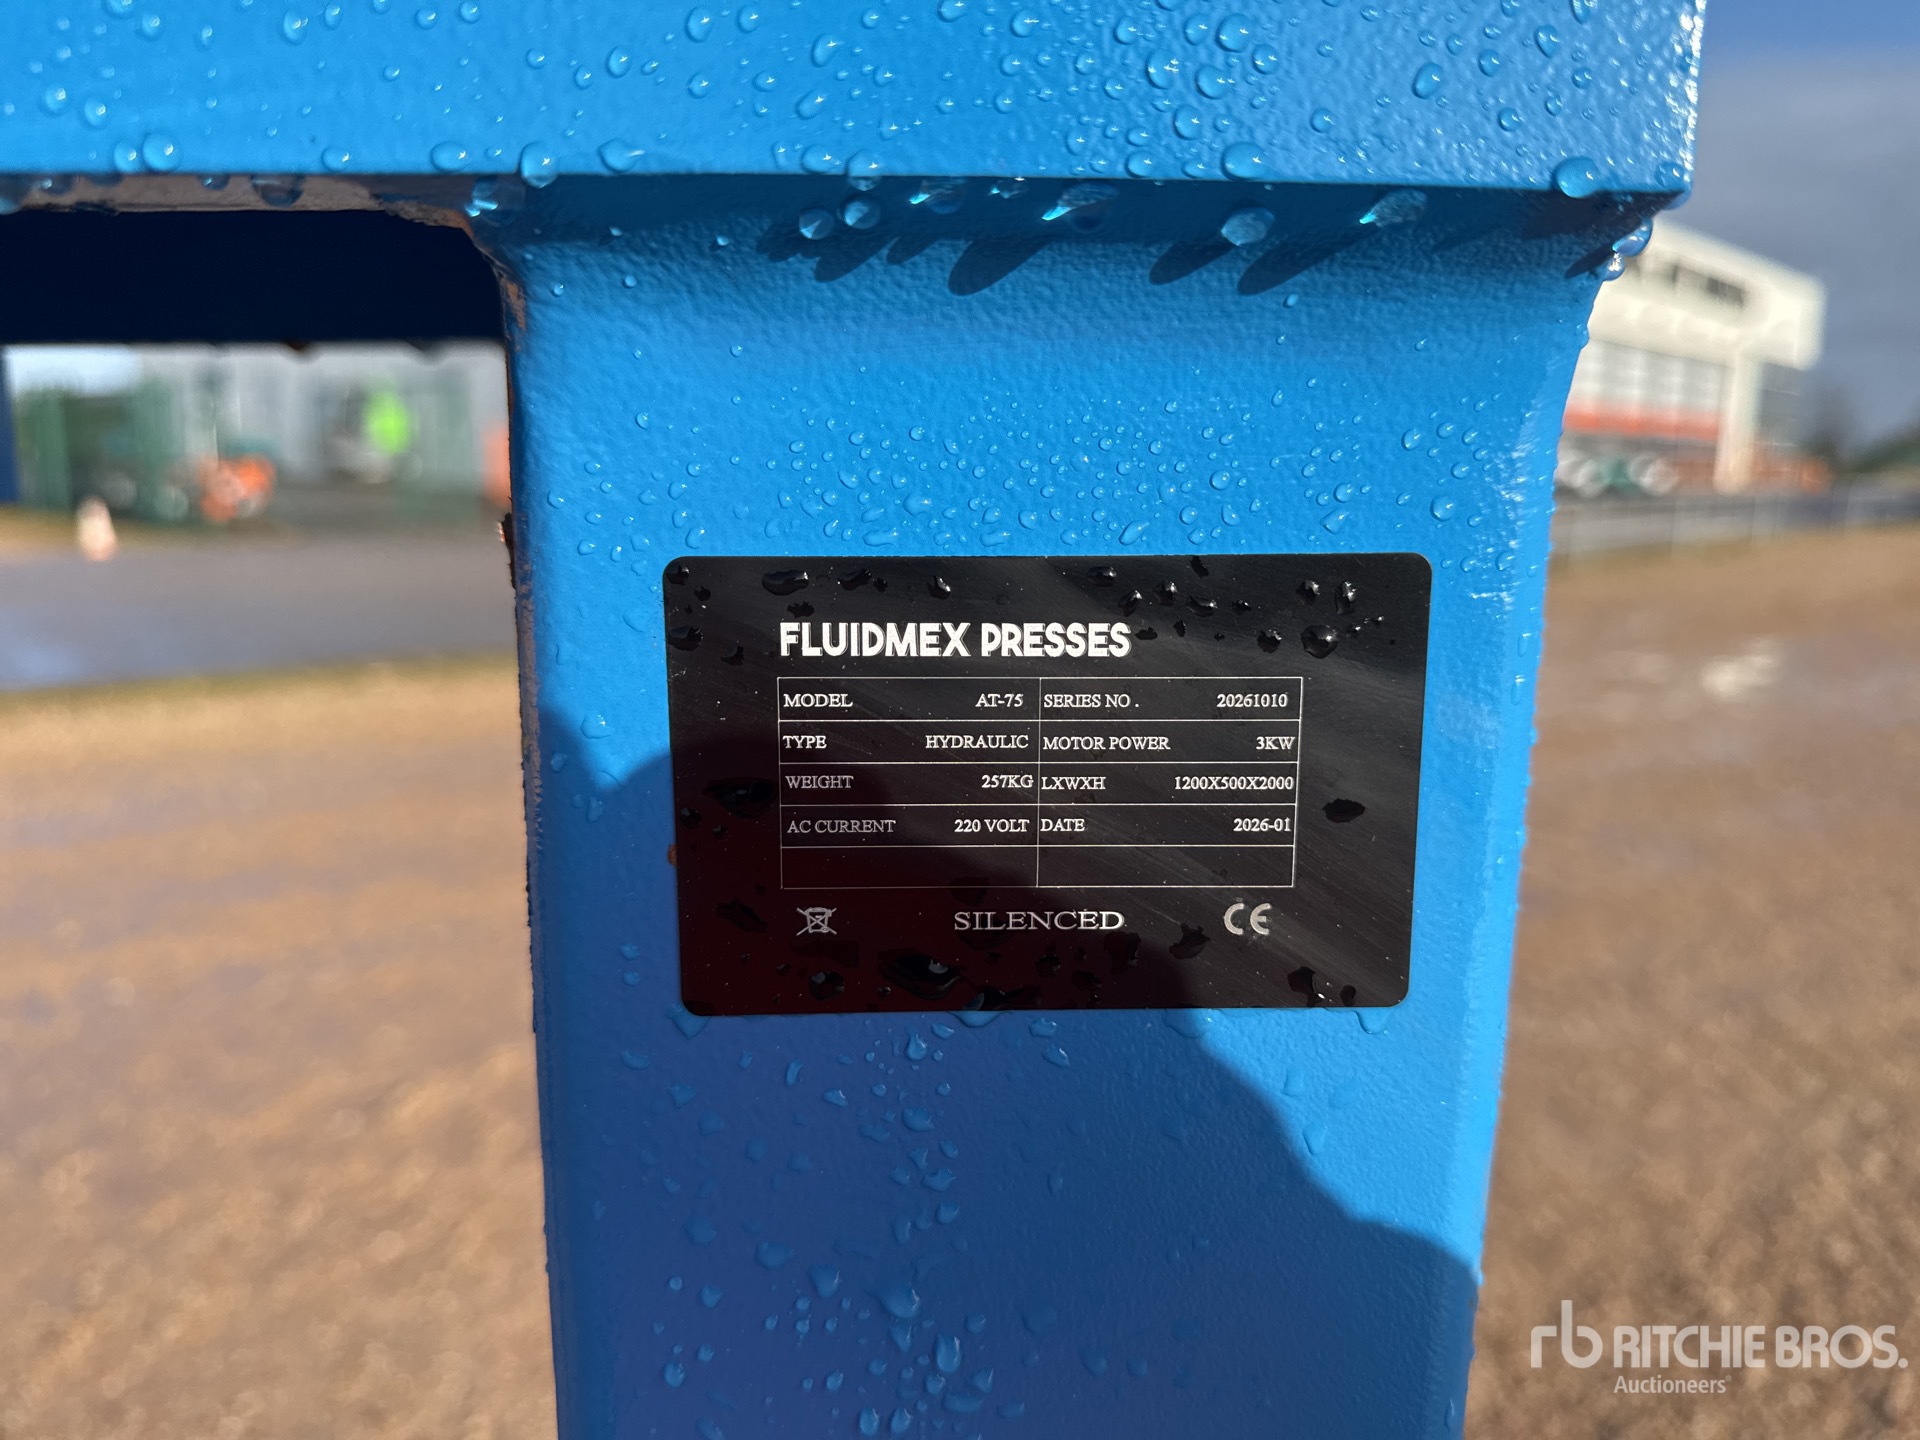 FLUIDMEX PRESSES
MODEL AT-75 SERIES NO . 20261010
TYPE HYDRAULIC MOTOR POWER 3KW
WEIGHT 257KG LXWXH 1200X500X2000
AC CURRENT 220 VOLT DATE 2026-01
SILENCED CE
rb RITCHIE BROS.
Auctioneers